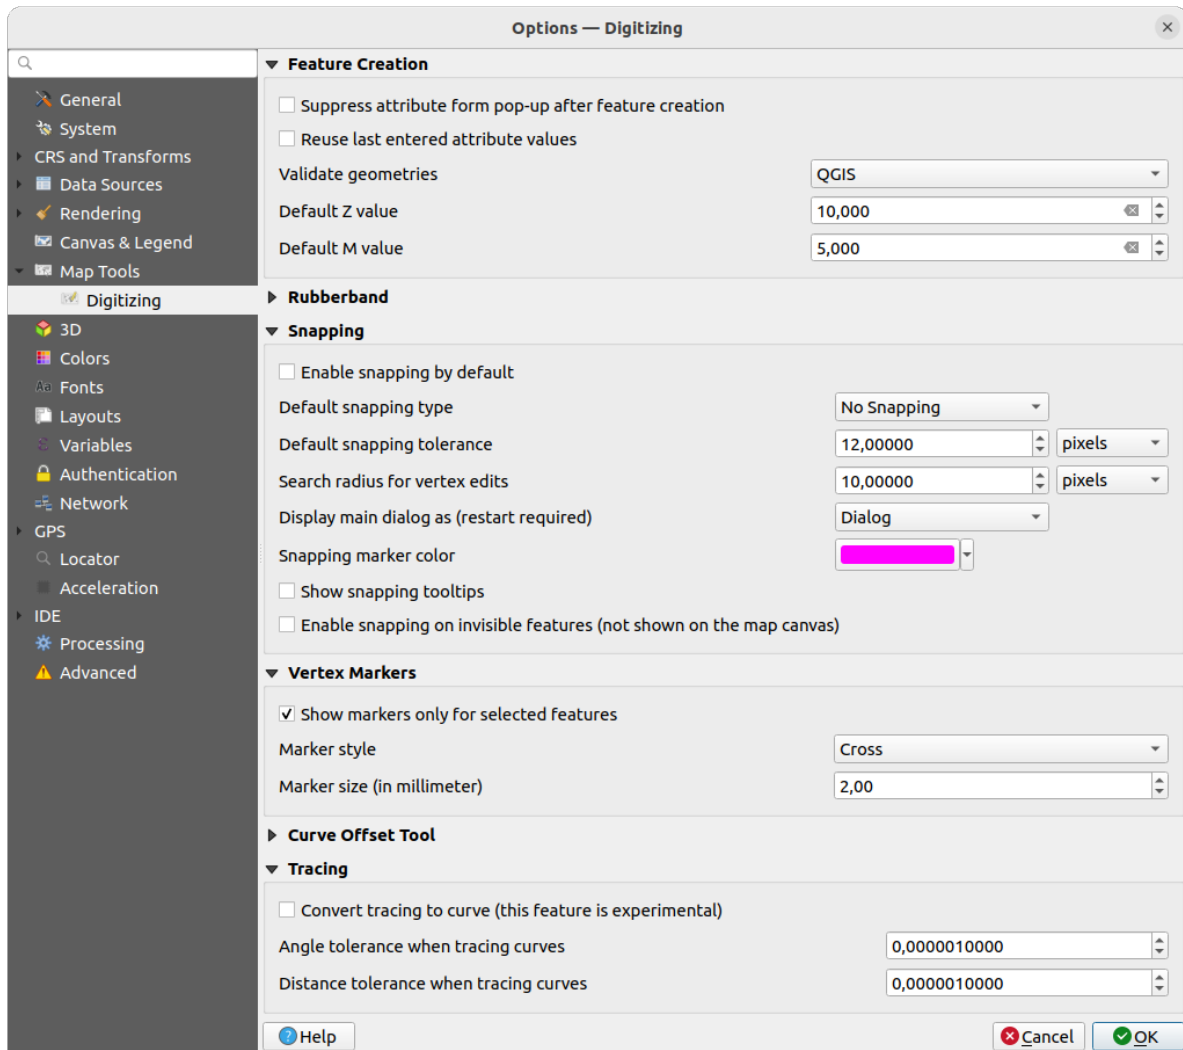 Options — Digitizing
General
System
CRS and Transforms
Data Sources
Rendering
Canvas & Legend
Map Tools
Digitizing
3D
Colors
Fonts
Layouts
Variables
Authentication
Network
GPS
Locator
Acceleration
IDE
Processing
Advanced
Feature Creation
Suppress attribute form pop-up after feature creation
Reuse last entered attribute values
Validate geometries QGIS
Default Z value 10,000
Default M value 5,000
Rubberband
Snapping
Enable snapping by default
Default snapping type No Snapping
Default snapping tolerance 12,00000 pixels
Search radius for vertex edits 10,00000 pixels
Display main dialog as (restart required) Dialog
Snapping marker color
Show snapping tooltips
Enable snapping on invisible features (not shown on the map canvas)
Vertex Markers
Show markers only for selected features
Marker style Cross
Marker size (in millimeter) 2,00
Curve Offset Tool
Tracing
Convert tracing to curve (this feature is experimental)
Angle tolerance when tracing curves 0,0000010000
Distance tolerance when tracing curves 0,0000010000
Help Cancel OK